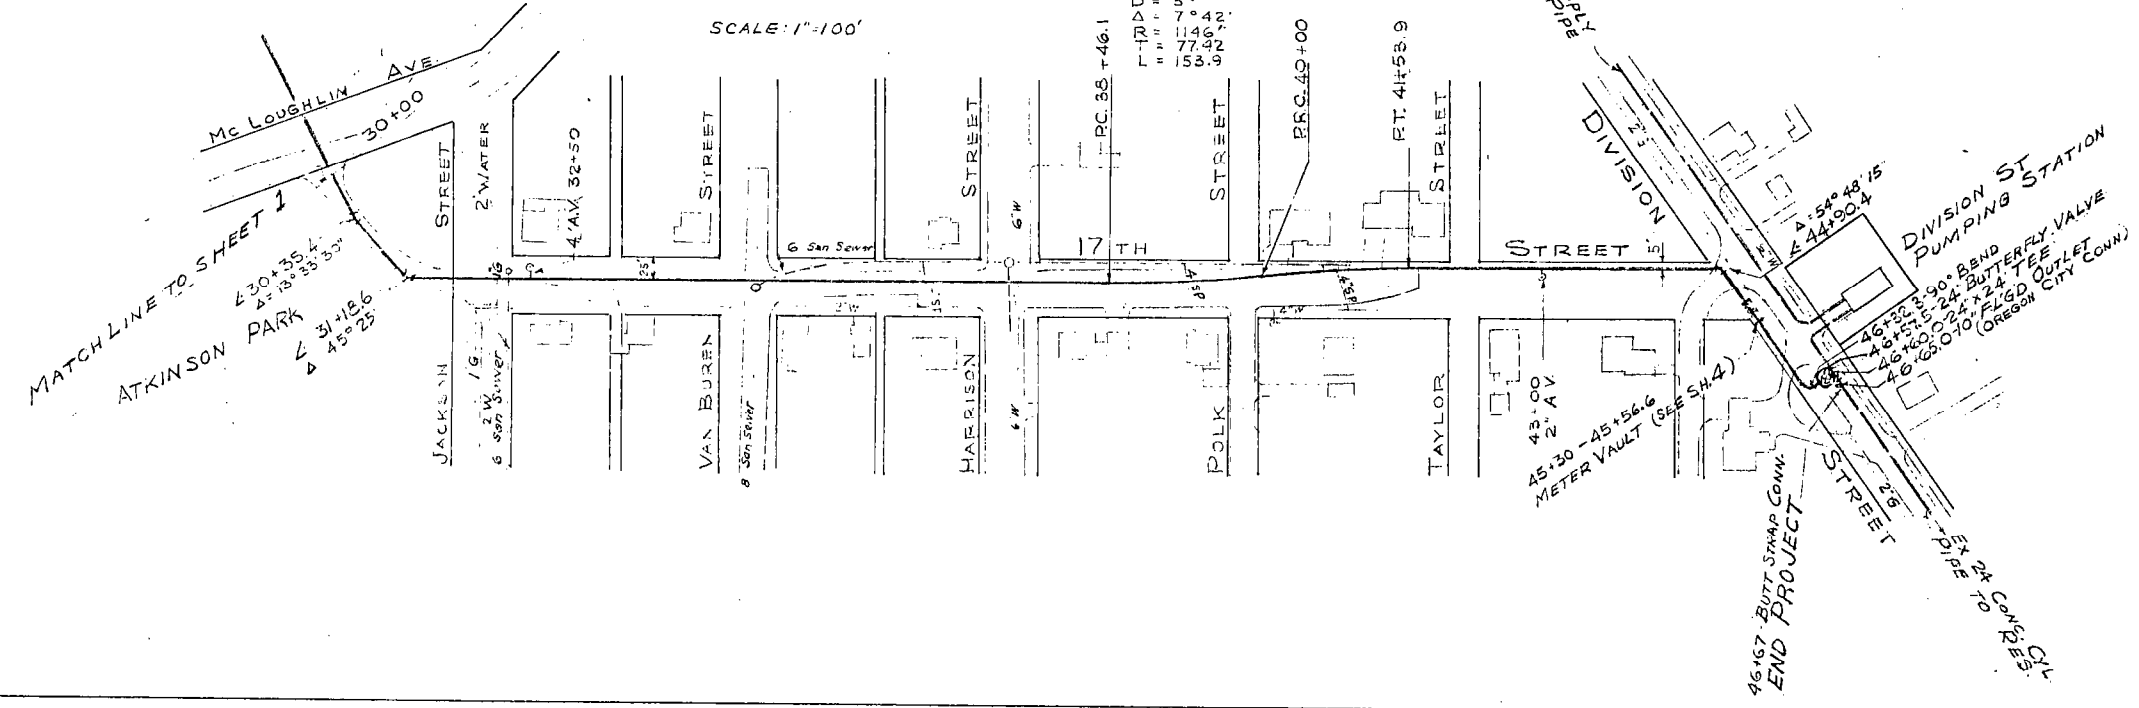 SCALE: 1"=100'
Δ = 7°42'
R = 1146'
T = 77.42
L = 153.9
P.C. 38+46.1
P.R.C. 40+00
P.T. 41+53.9
PIPE
Mc LOUGHLIN AVE.
30+00
MATCH LINE TO SHEET 1
ATKINSON PARK
∠ 30+35.4
Δ = 13°33'30"
∠ 31+18.6
Δ 45°25'
STREET
2" WATER
4" A.V. 32+50
STREET
STREET
STREET
STREET
6" W
6 San Sewer
17TH
STREET
DIVISION
Δ = 54°48'15"
∠ 44+90.4
DIVISION ST
PUMPING STATION
46+32.3-90° BEND
46+57.5-24" BUTTERFLY VALVE
46+60.0-24"x24" TEE
46+65.0-10" FL'GD OUTLET
(OREGON CITY CONN)
JACKSON
1 G
2" W
6 San Sewer
VAN BUREN
8 San Sewer
HARRISON
6" W
POLK
TAYLOR
43+00
2" A.V.
45+30 - 45+56.6
METER VAULT (SEE SH.4)
STREET
2" G
46+67 - BUTT STRAP CONN.
END PROJECT
EX 24 CONC. CYL
PIPE TO RES.